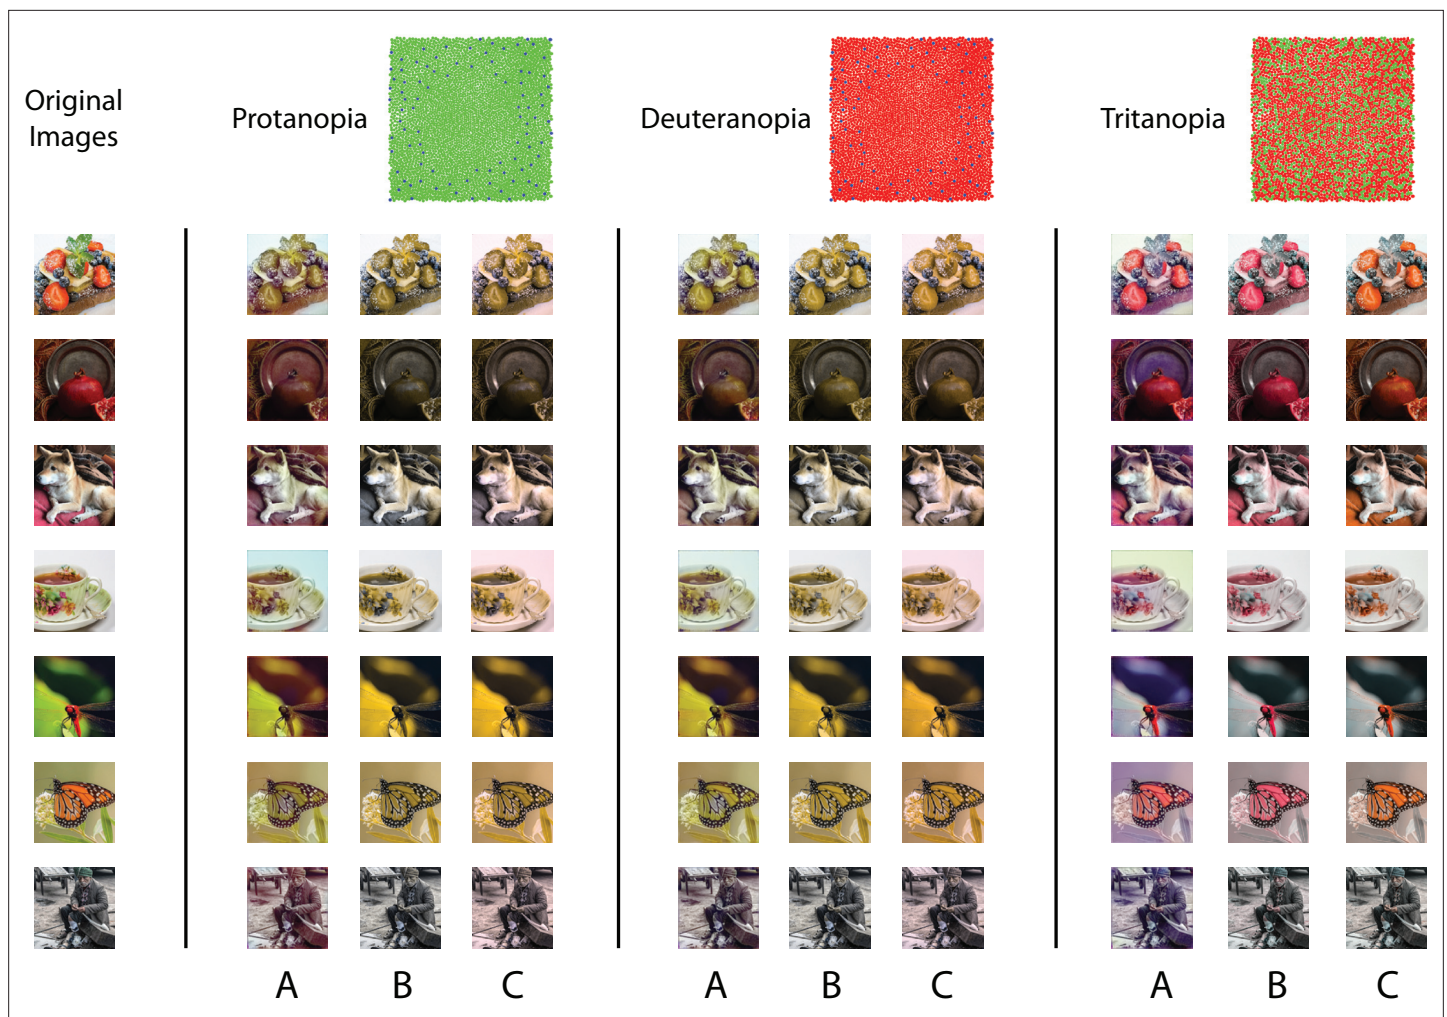 Original
Images
Protanopia
Deuteranopia
Tritanopia
A B C A B C A B C